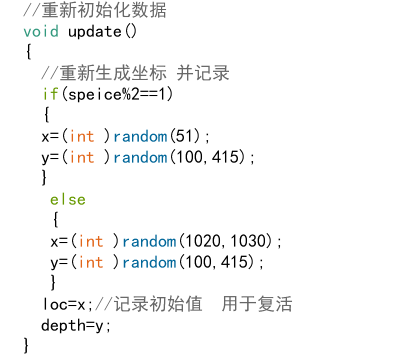 //重新初始化数据
void update()
{
//重新生成坐标 并记录
if(speice%2==1)
{
x=(int )random(51);
y=(int )random(100,415);
}
else
{
x=(int )random(1020,1030);
y=(int )random(100,415);
}
loc=x;//记录初始值 用于复活
depth=y;
}